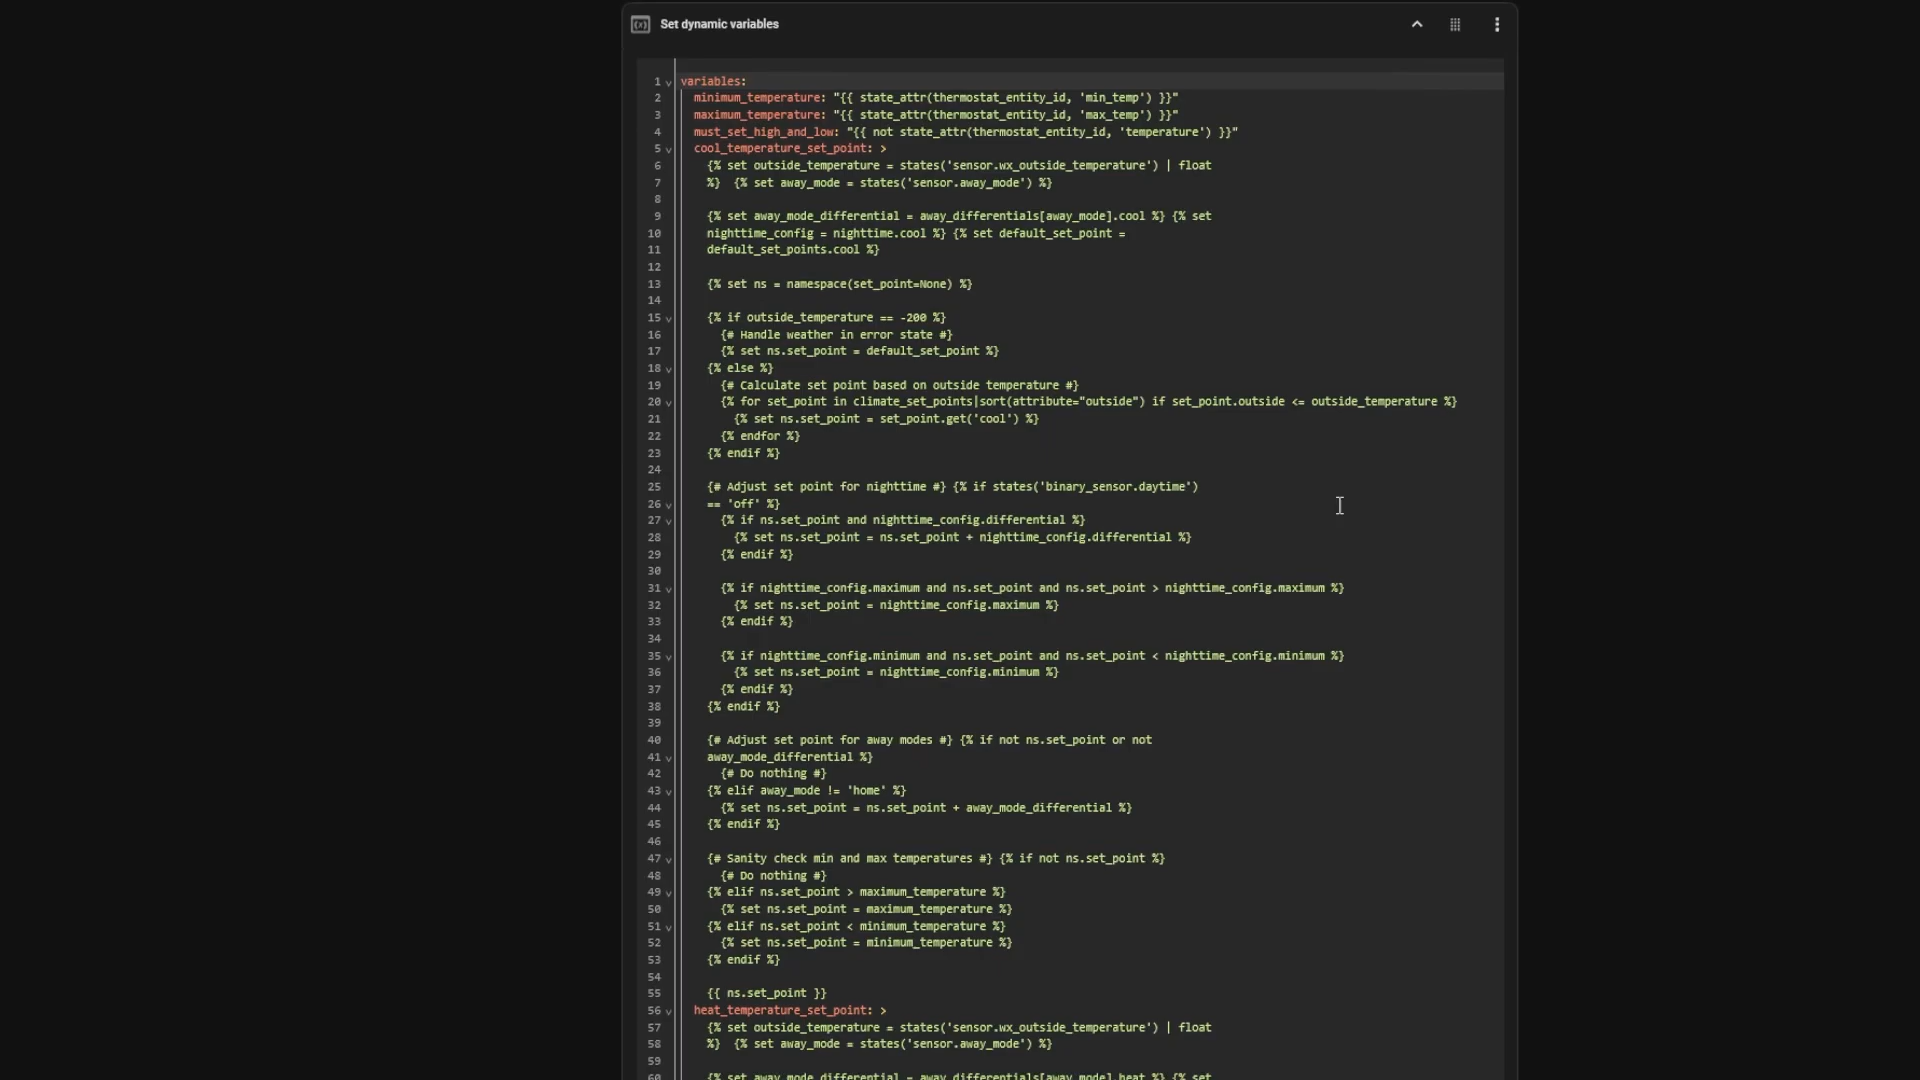 Set dynamic variables
1 variables:
2 minimum_temperature: "{{ state_attr(thermostat_entity_id, 'min_temp') }}"
3 maximum_temperature: "{{ state_attr(thermostat_entity_id, 'max_temp') }}"
4 must_set_high_and_low: "{{ not state_attr(thermostat_entity_id, 'temperature') }}"
5 cool_temperature_set_point: >
6 {% set outside_temperature = states('sensor.wx_outside_temperature') | float
7 %}  {% set away_mode = states('sensor.away_mode') %}
8
9 {% set away_mode_differential = away_differentials[away_mode].cool %} {% set
10 nighttime_config = nighttime.cool %} {% set default_set_point =
11 default_set_points.cool %}
12
13 {% set ns = namespace(set_point=None) %}
14
15 {% if outside_temperature == -200 %}
16 {# Handle weather in error state #}
17 {% set ns.set_point = default_set_point %}
18 {% else %}
19 {# Calculate set point based on outside temperature #}
20 {% for set_point in climate_set_points|sort(attribute="outside") if set_point.outside <= outside_temperature %}
21 {% set ns.set_point = set_point.get('cool') %}
22 {% endfor %}
23 {% endif %}
24
25 {# Adjust set point for nighttime #} {% if states('binary_sensor.daytime')
26 == 'off' %}
27 {% if ns.set_point and nighttime_config.differential %}
28 {% set ns.set_point = ns.set_point + nighttime_config.differential %}
29 {% endif %}
30
31 {% if nighttime_config.maximum and ns.set_point and ns.set_point > nighttime_config.maximum %}
32 {% set ns.set_point = nighttime_config.maximum %}
33 {% endif %}
34
35 {% if nighttime_config.minimum and ns.set_point and ns.set_point < nighttime_config.minimum %}
36 {% set ns.set_point = nighttime_config.minimum %}
37 {% endif %}
38 {% endif %}
39
40 {# Adjust set point for away modes #} {% if not ns.set_point or not
41 away_mode_differential %}
42 {# Do nothing #}
43 {% elif away_mode != 'home' %}
44 {% set ns.set_point = ns.set_point + away_mode_differential %}
45 {% endif %}
46
47 {# Sanity check min and max temperatures #} {% if not ns.set_point %}
48 {# Do nothing #}
49 {% elif ns.set_point > maximum_temperature %}
50 {% set ns.set_point = maximum_temperature %}
51 {% elif ns.set_point < minimum_temperature %}
52 {% set ns.set_point = minimum_temperature %}
53 {% endif %}
54
55 {{ ns.set_point }}
56 heat_temperature_set_point: >
57 {% set outside_temperature = states('sensor.wx_outside_temperature') | float
58 %}  {% set away_mode = states('sensor.away_mode') %}
59
60 {% set away_mode_differential = away_differentials[away_mode].heat %} {% set